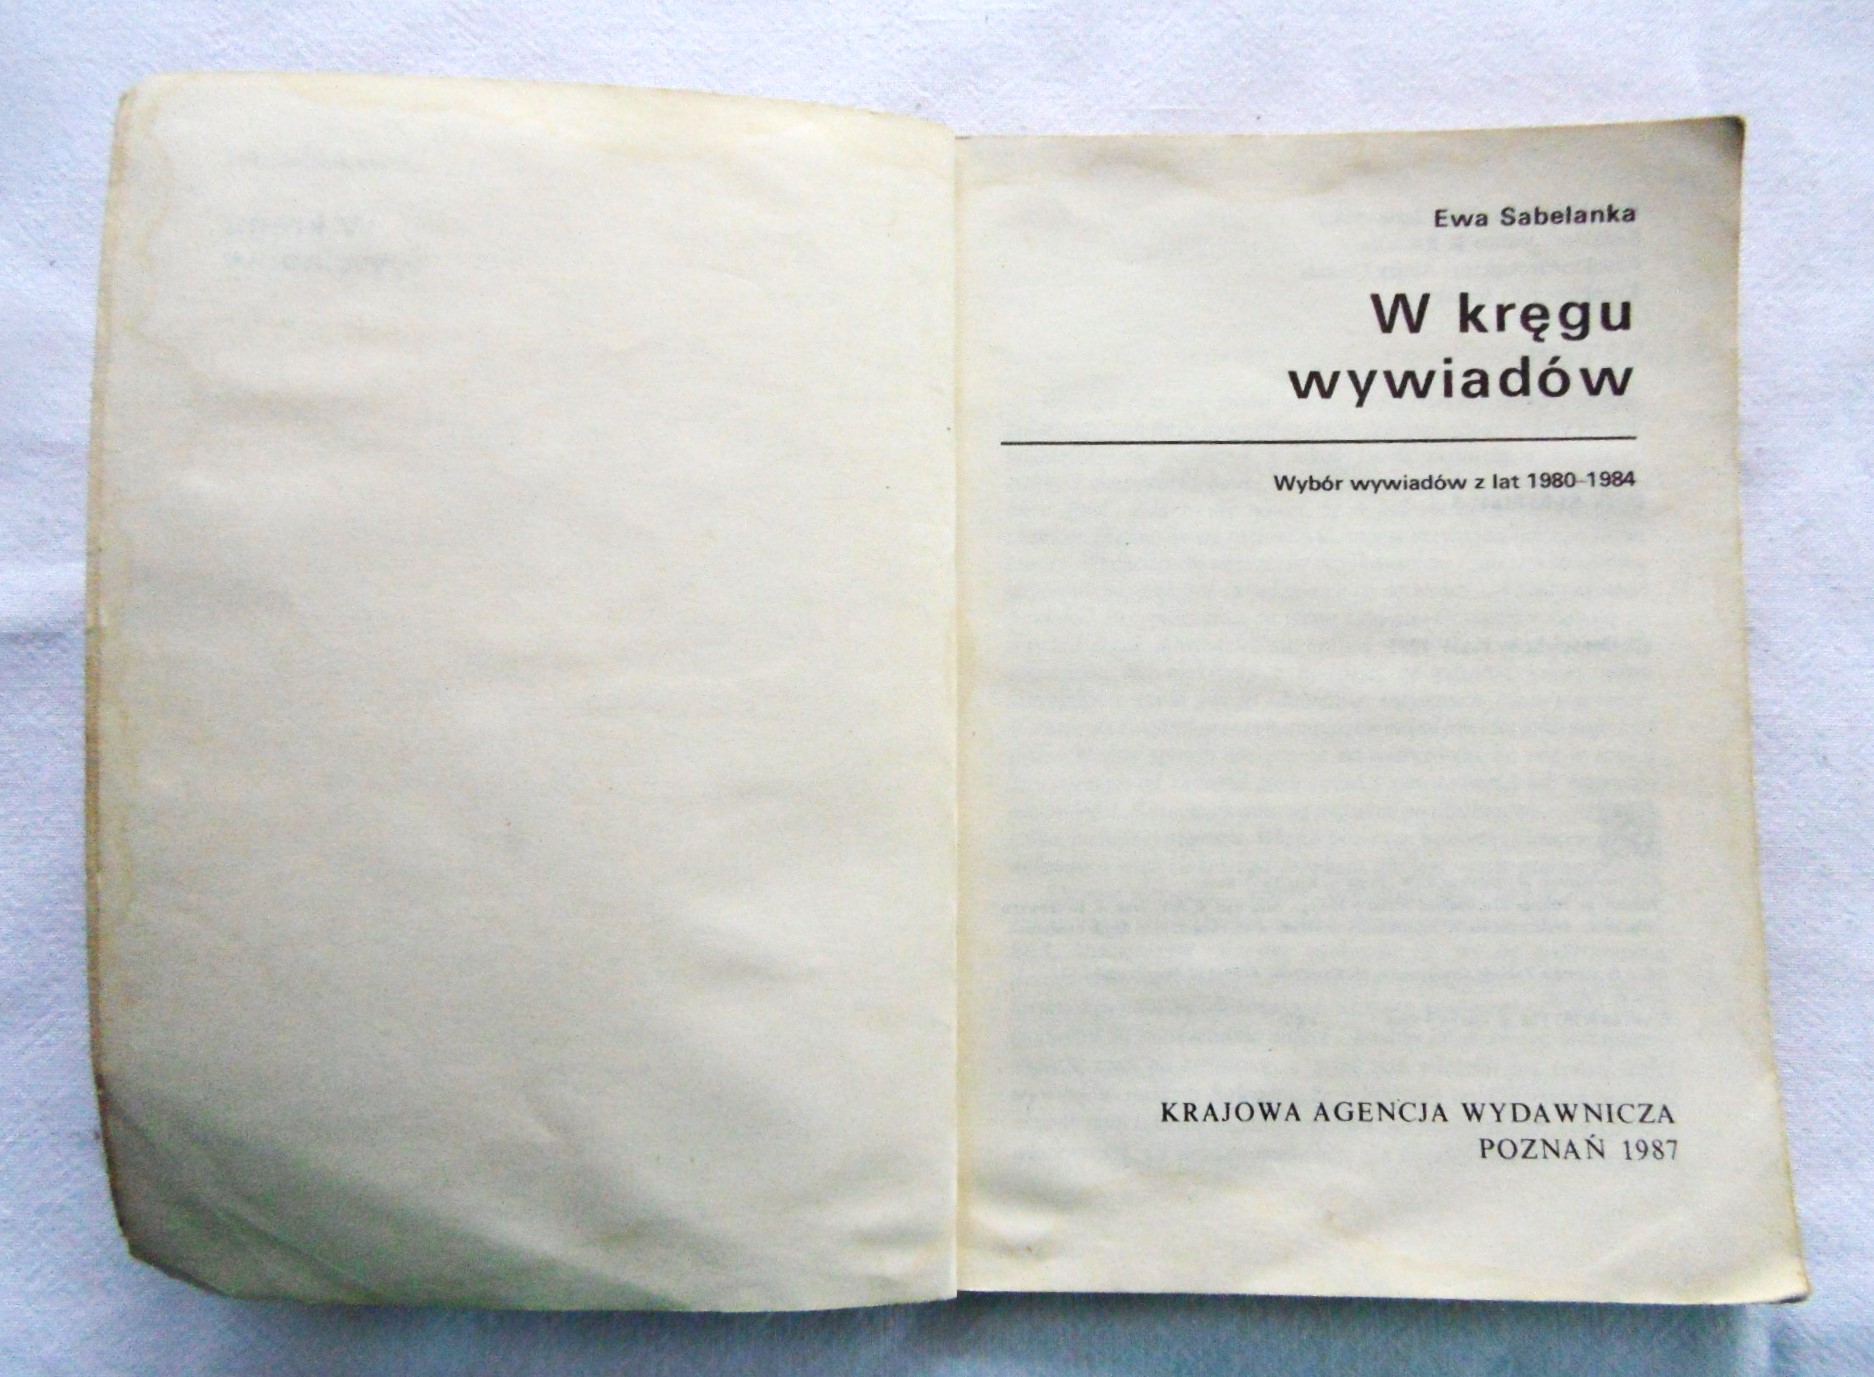 Ewa Sabelanka
W kręgu
wywiadów
Wybór wywiadów z lat 1980–1984
KRAJOWA AGENCJA WYDAWNICZA
POZNAŃ 1987